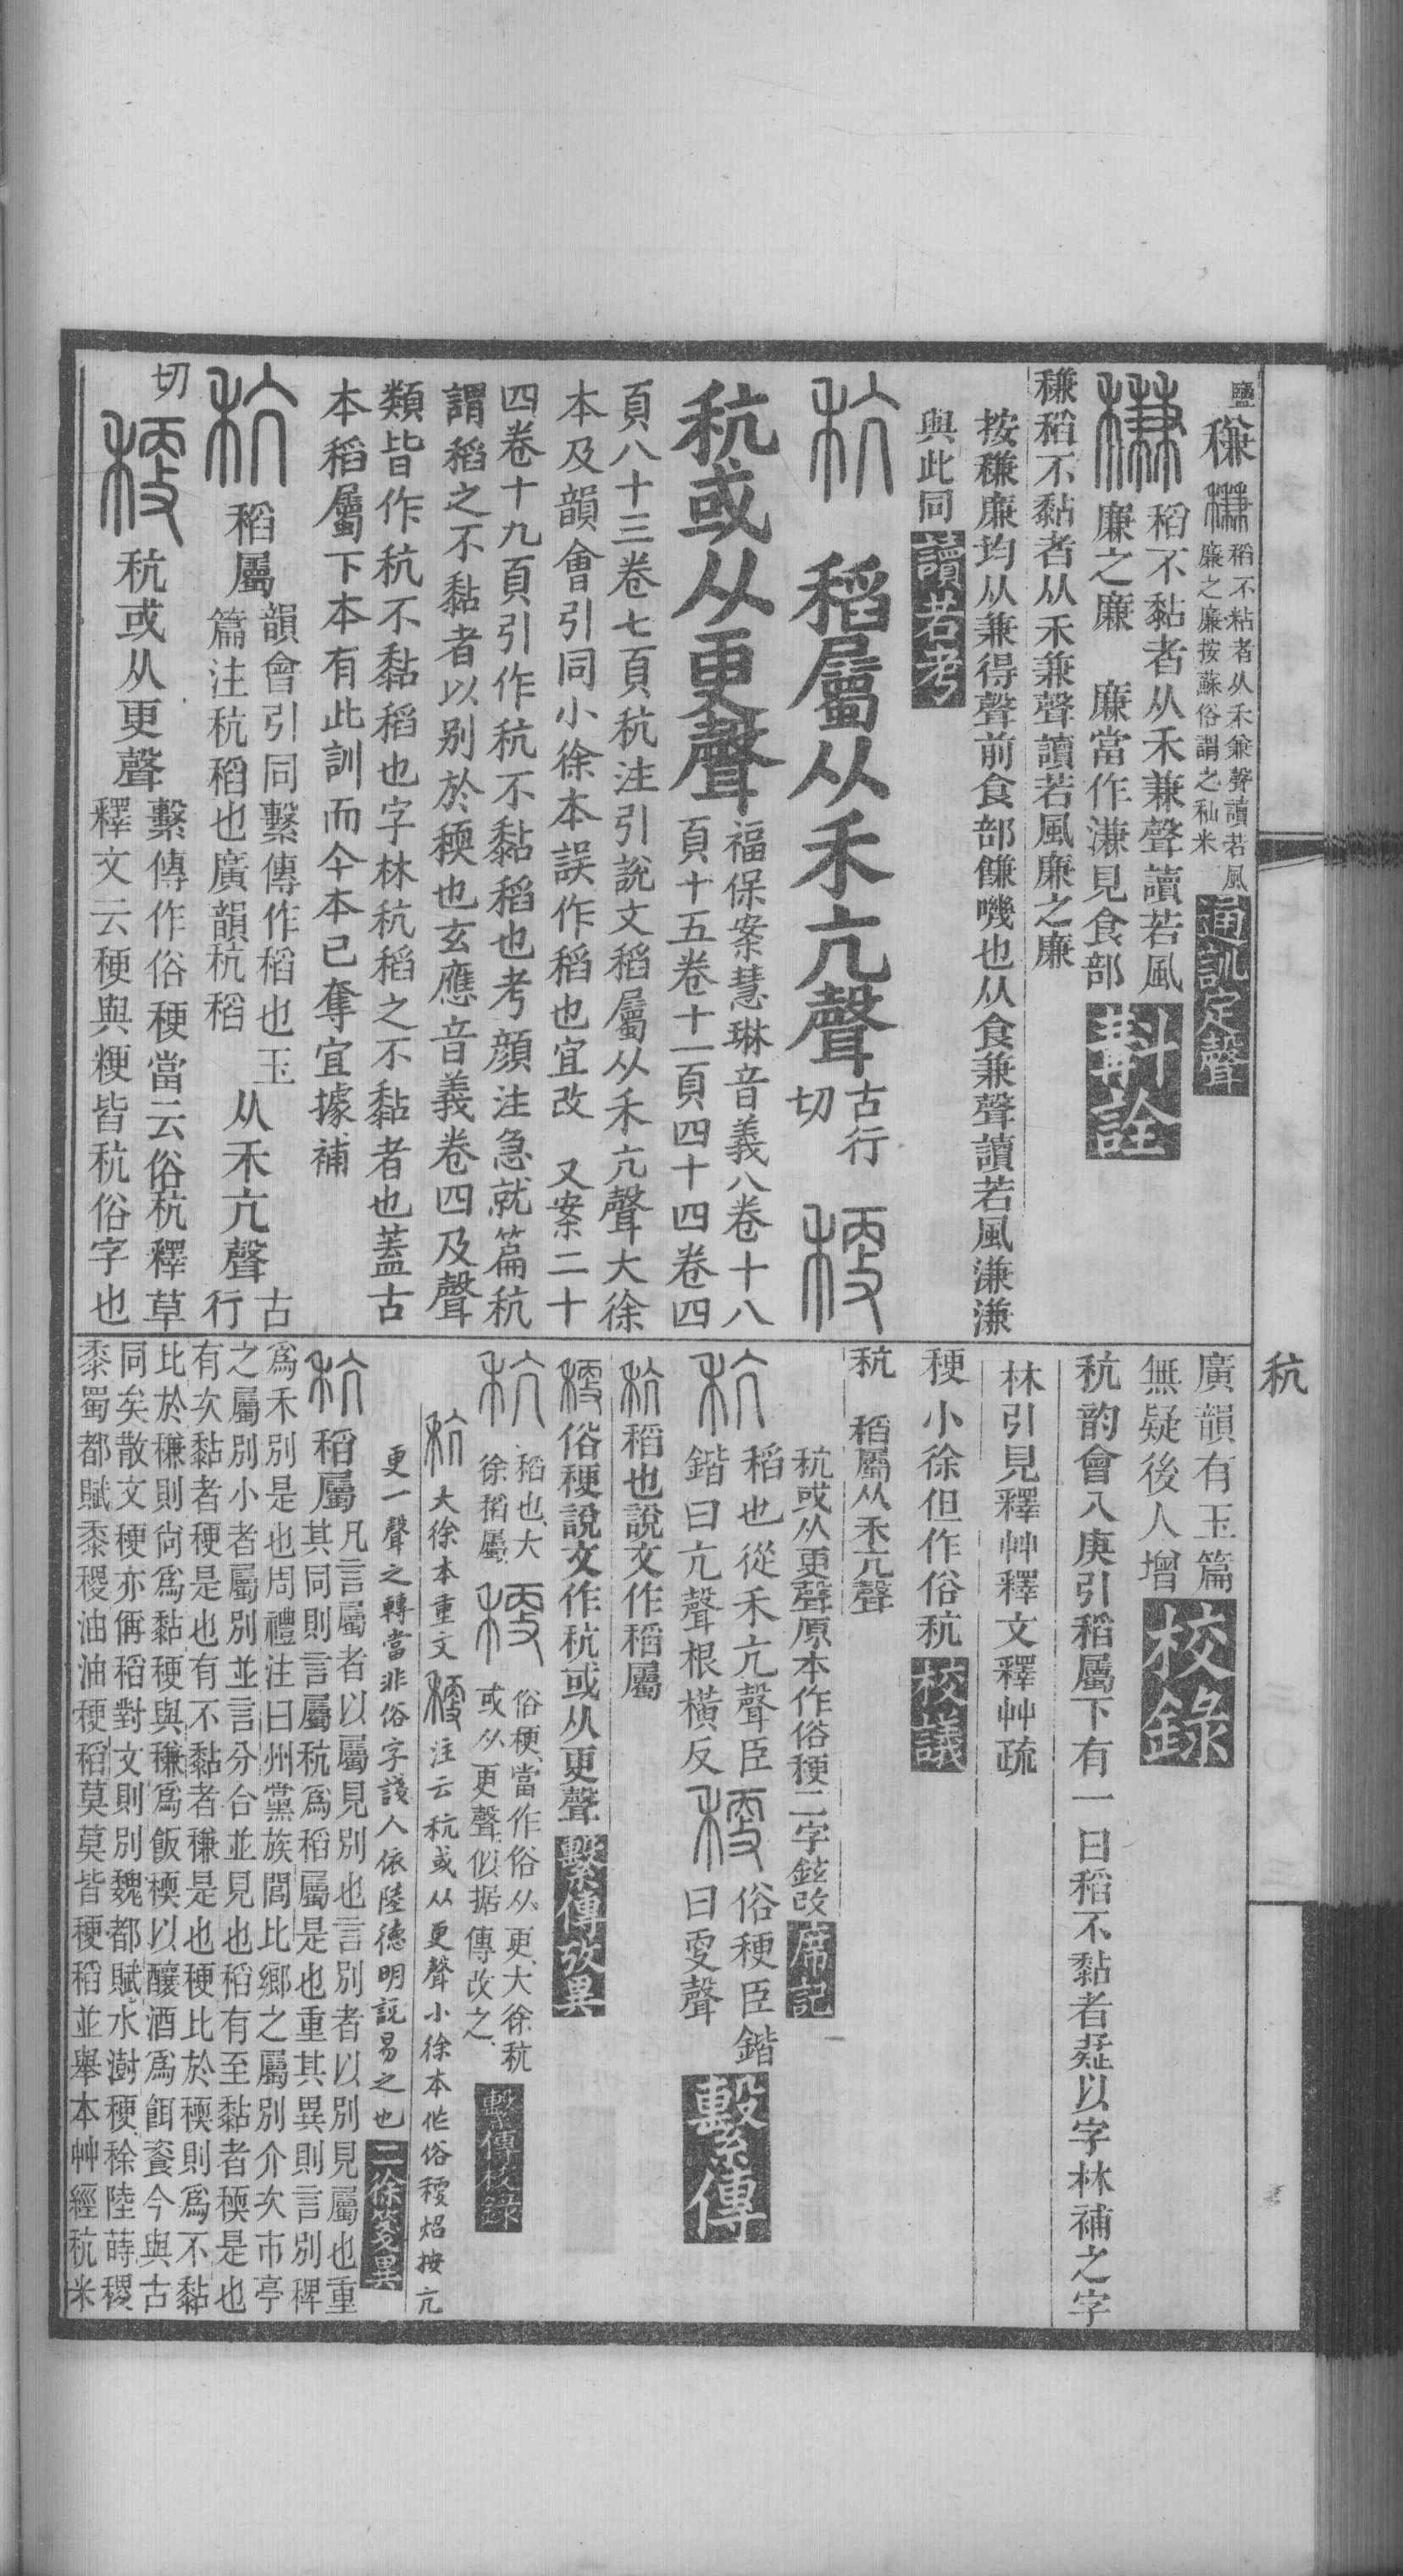 鹽
稴
稻不粘者从禾兼聲讀若風
廉之廉按蘇俗謂之秈米
通訓定聲
稻不黏者从禾兼聲讀若風
廉之廉 廉當作溓見食部
斠詮
稴稻不黏者从禾兼聲讀若風廉之廉
按稴廉均从兼得聲前食部䭑嘰也从食兼聲讀若風溓溓
與此同
讀若考
稻屬从禾亢聲
古行
切
秔或从更聲
福保案慧琳音義八卷十八
頁十五卷十一頁四十四卷四
頁八十三卷七頁秔注引說文稻屬从禾亢聲大徐
本及韻會引同小徐本誤作稻也宜改 又案二十
四卷十九頁引作秔不黏稻也考顔注急就篇秔
謂稻之不黏者以别於稬也玄應音義卷四及聲
類皆作秔不黏稻也字林秔稻之不黏者也蓋古
本稻屬下本有此訓而今本已奪宜據補
稻屬
韻會引同繫傳作稻也玉
篇注秔稻也廣韻秔稻
从禾亢聲
古
行
切
秔或从更聲
繫傳作俗稉當云俗秔釋草
釋文云稉與粳皆秔俗字也
秔
廣韻有玉篇
無疑後人增
校錄
秔韵會八庚引稻屬下有一曰稻不黏者葢以字林補之字
林引見釋艸釋文釋艸疏
稉小徐但作俗秔
校議
秔 稻屬从禾亢聲
秔或从更聲原本作俗稉二字鉉改
席記
稻也從禾亢聲臣
鍇曰亢聲根橫反
俗稉臣鍇
曰㪅聲
繫傳
稻也說文作稻屬
俗稉說文作秔或从更聲
繫傳攷異
稻也大
徐稻屬
俗稉當作俗从更大徐秔
或从更聲似据傳改之
繫傳校錄
大徐本重文
注云秔或从更聲小徐本作俗稉炤按亢
更一聲之轉當非俗字諓人依陸德明説易之也
二徐箋異
稻屬
凡言屬者以屬見別也言別者以別見屬也重
其同則言屬秔爲稻屬是也重其異則言別稗
爲禾別是也周禮注曰州黨族閭比鄉之屬別介次市亭
之屬別小者屬別並言分合並見也稻有至黏者稬是也
有次黏者稉是也有不黏者稴是也稉比於稬則爲不黏
比於稴則尙爲黏稉與稴爲飯稬以釀酒爲餌餈今與古
同矣散文稉亦偁稻對文則別魏都賦水澍稉稌陸蒔稷
黍蜀都賦黍稷油油稉稻莫莫皆稉稻並舉本艸經秔米